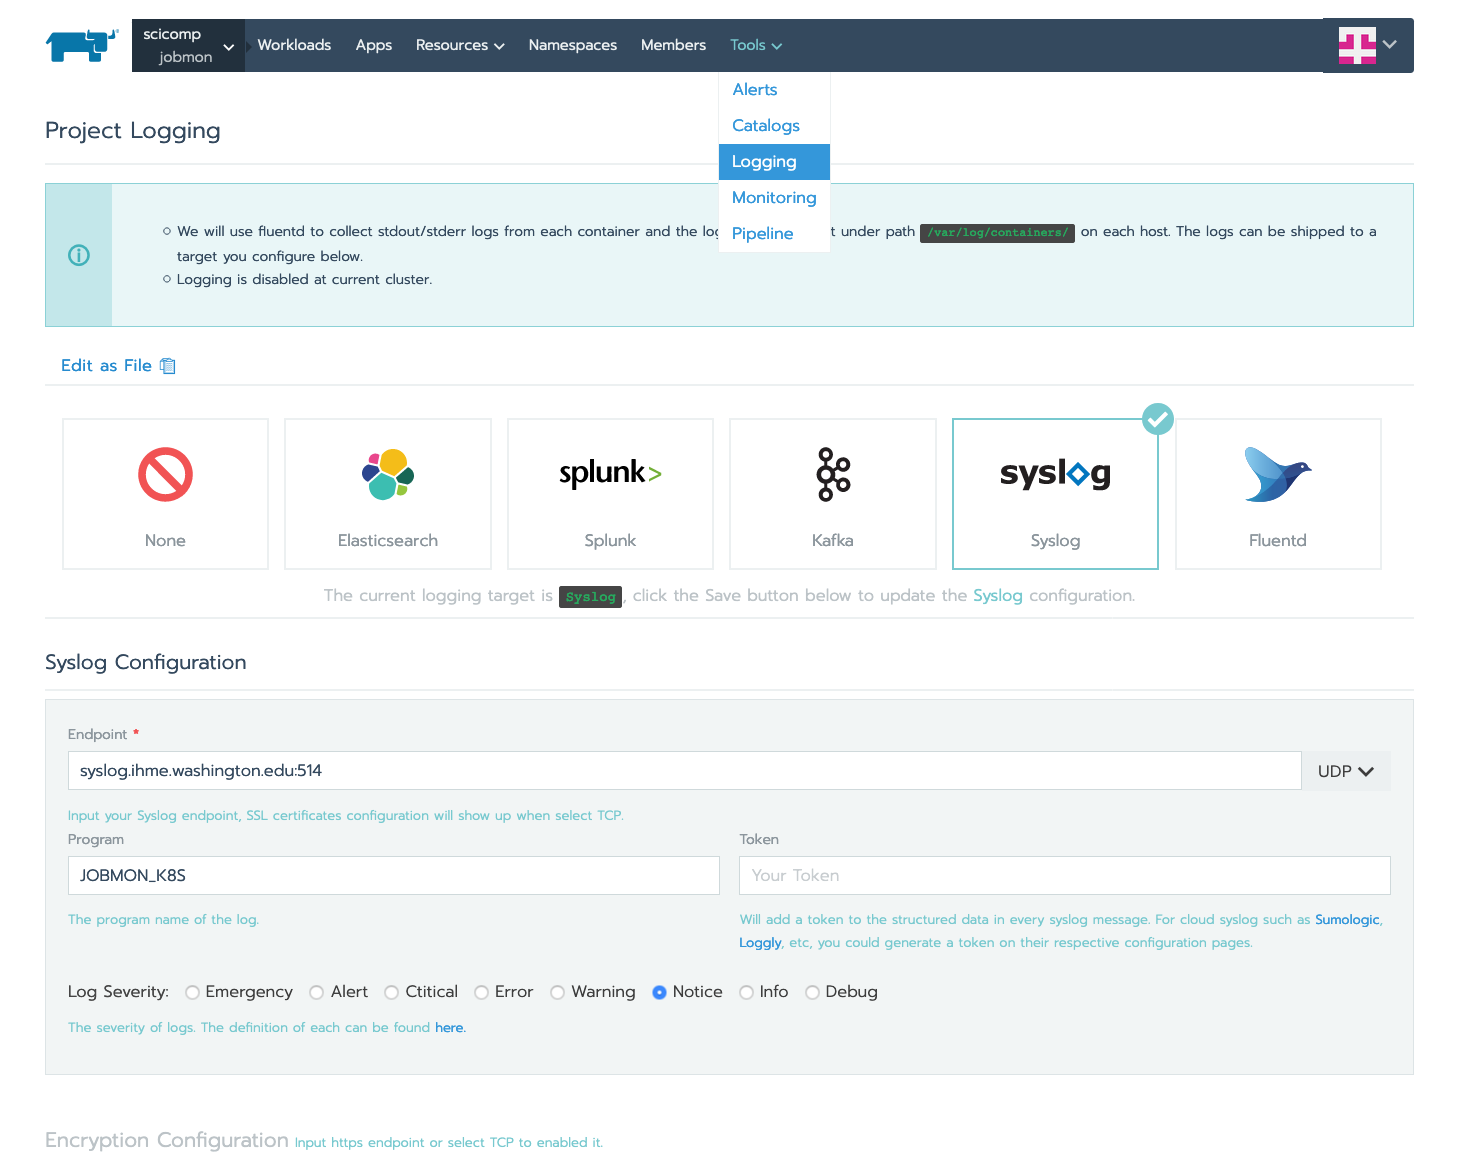 scicomp
jobmon
Workloads Apps Resources Namespaces Members Tools
Alerts
Catalogs
Logging
Monitoring
Pipeline
Project Logging
We will use fluentd to collect stdout/stderr logs from each container and the log t under path /var/log/containers/ on each host. The logs can be shipped to a
target you configure below.
Logging is disabled at current cluster.
Edit as File
splunk>
syslog
None Elasticsearch Splunk Kafka Syslog Fluentd
The current logging target is Syslog, click the Save button below to update the Syslog configuration.
Syslog Configuration
Endpoint *
syslog.ihme.washington.edu:514 UDP
Input your Syslog endpoint, SSL certificates configuration will show up when select TCP.
Program Token
JOBMON_K8S Your Token
The program name of the log.
Will add a token to the structured data in every syslog message. For cloud syslog such as Sumologic,
Loggly, etc, you could generate a token on their respective configuration pages.
Log Severity: Emergency Alert Ctitical Error Warning Notice Info Debug
The severity of logs. The definition of each can be found here.
Encryption Configuration Input https endpoint or select TCP to enabled it.